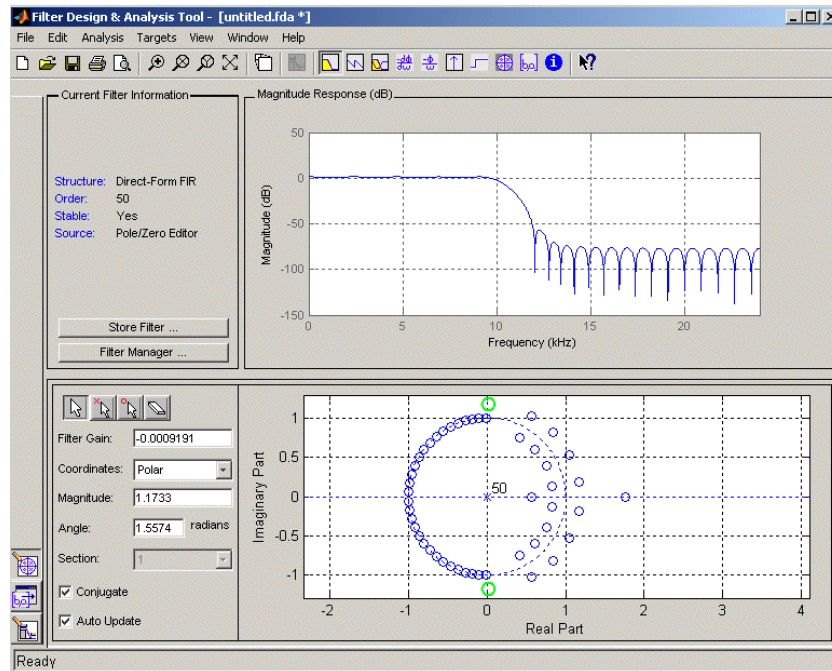 Filter Design & Analysis Tool - [untitled.fda *]
File Edit Analysis Targets View Window Help
Current Filter Information
Structure: Direct-Form FIR
Order: 50
Stable: Yes
Source: Pole/Zero Editor
Store Filter ...
Filter Manager ...
Magnitude Response (dB)
50
0
-50
-100
-150
Magnitude (dB)
0 5 10 15 20
Frequency (kHz)
Filter Gain: -0.0009191
Coordinates: Polar
Magnitude: 1.1733
Angle: 1.5574 radians
Section: 1
Conjugate
Auto Update
1
0.5
0
-0.5
-1
Imaginary Part
50
-2 -1 0 1 2 3 4
Real Part
Ready